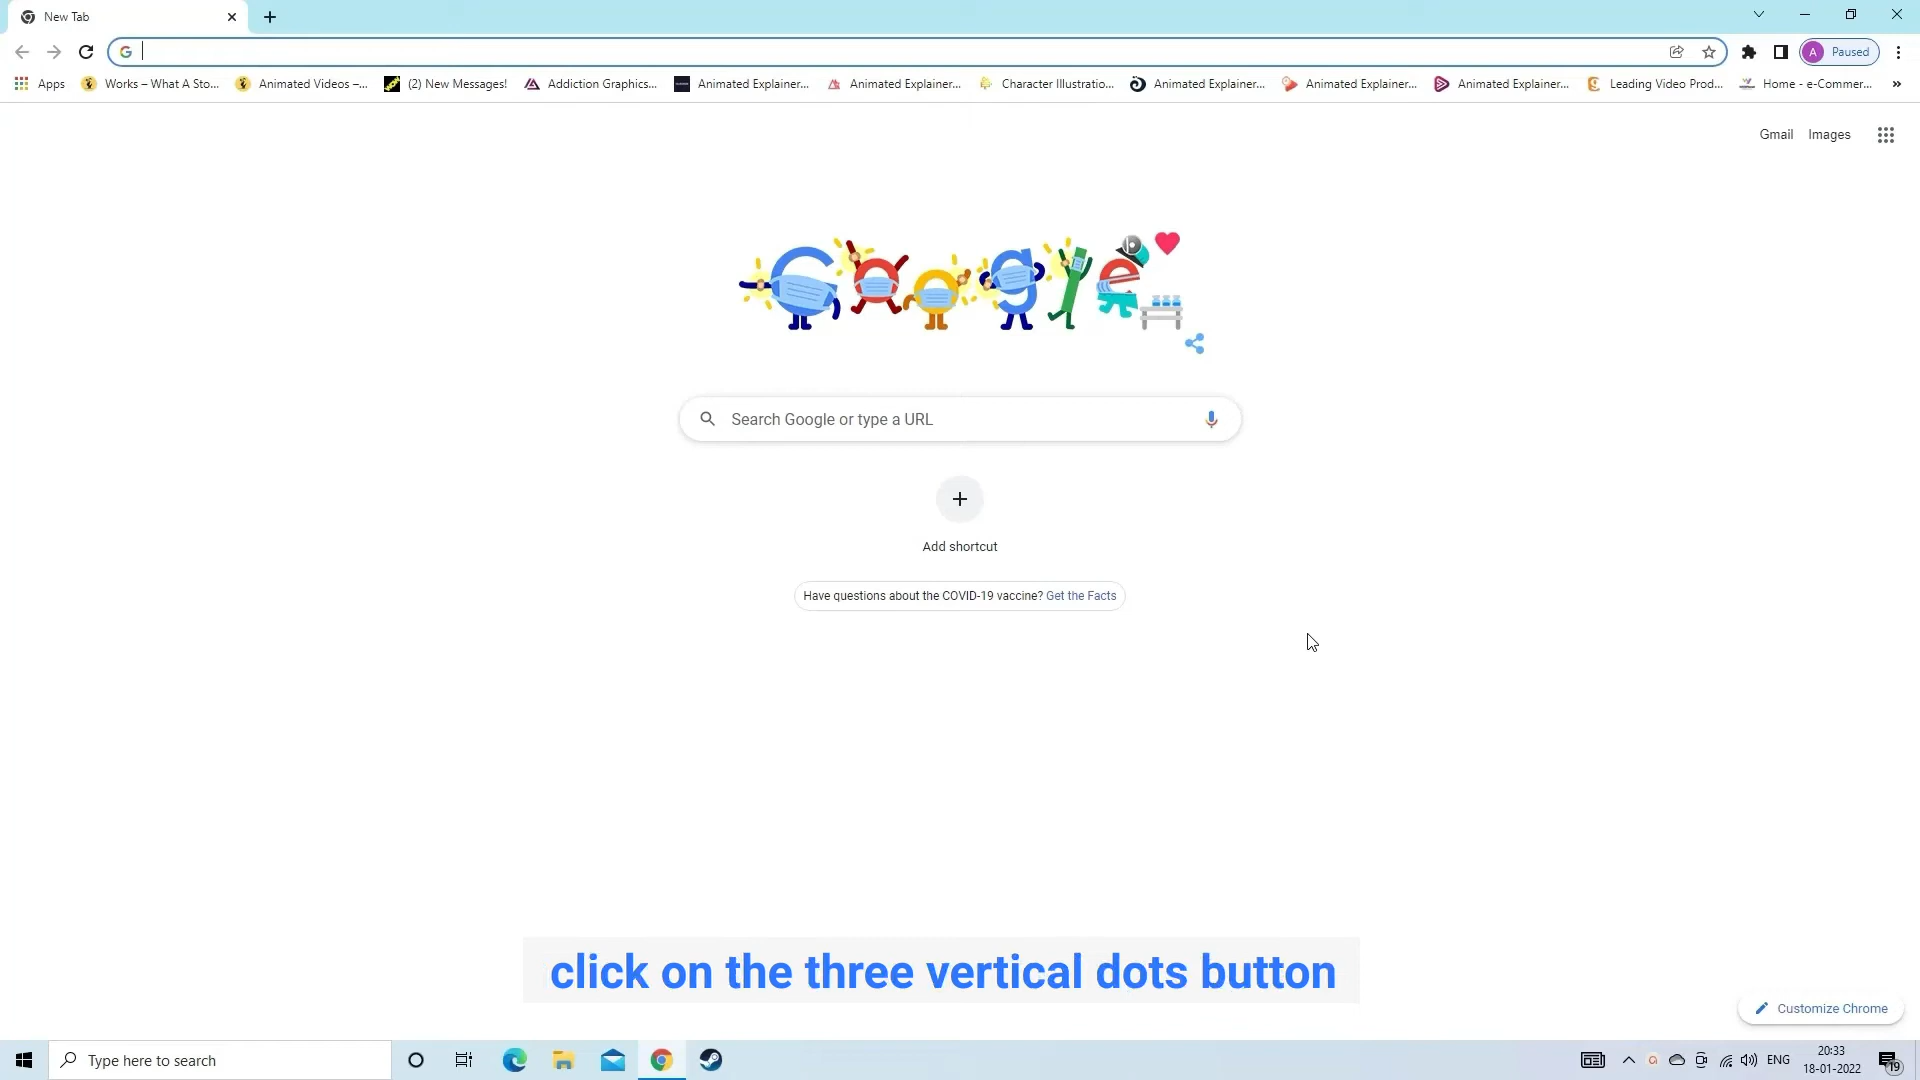 New Tab
Paused
Apps
Works – What A Sto...
Animated Videos –...
(2) New Messages!
Addiction Graphics...
Animated Explainer...
Animated Explainer...
Character Illustratio...
Animated Explainer...
Animated Explainer...
Animated Explainer...
Leading Video Prod...
Home - e-Commer...
Gmail
Images
Google
Search Google or type a URL
Add shortcut
Have questions about the COVID-19 vaccine? Get the Facts
click on the three vertical dots button
Customize Chrome
Type here to search
ENG
20:33
18-01-2022
19